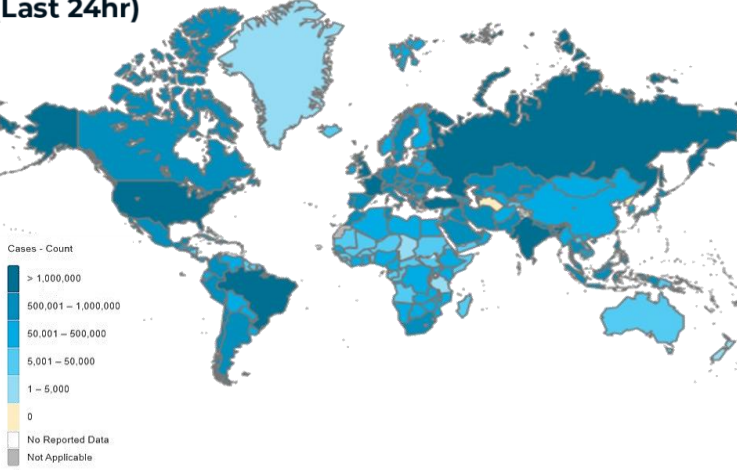 Last 24hr)
Cases - Count
> 1,000,000
500,001 – 1,000,000
50,001 – 500,000
5,001 – 50,000
1 – 5,000
0
No Reported Data
Not Applicable